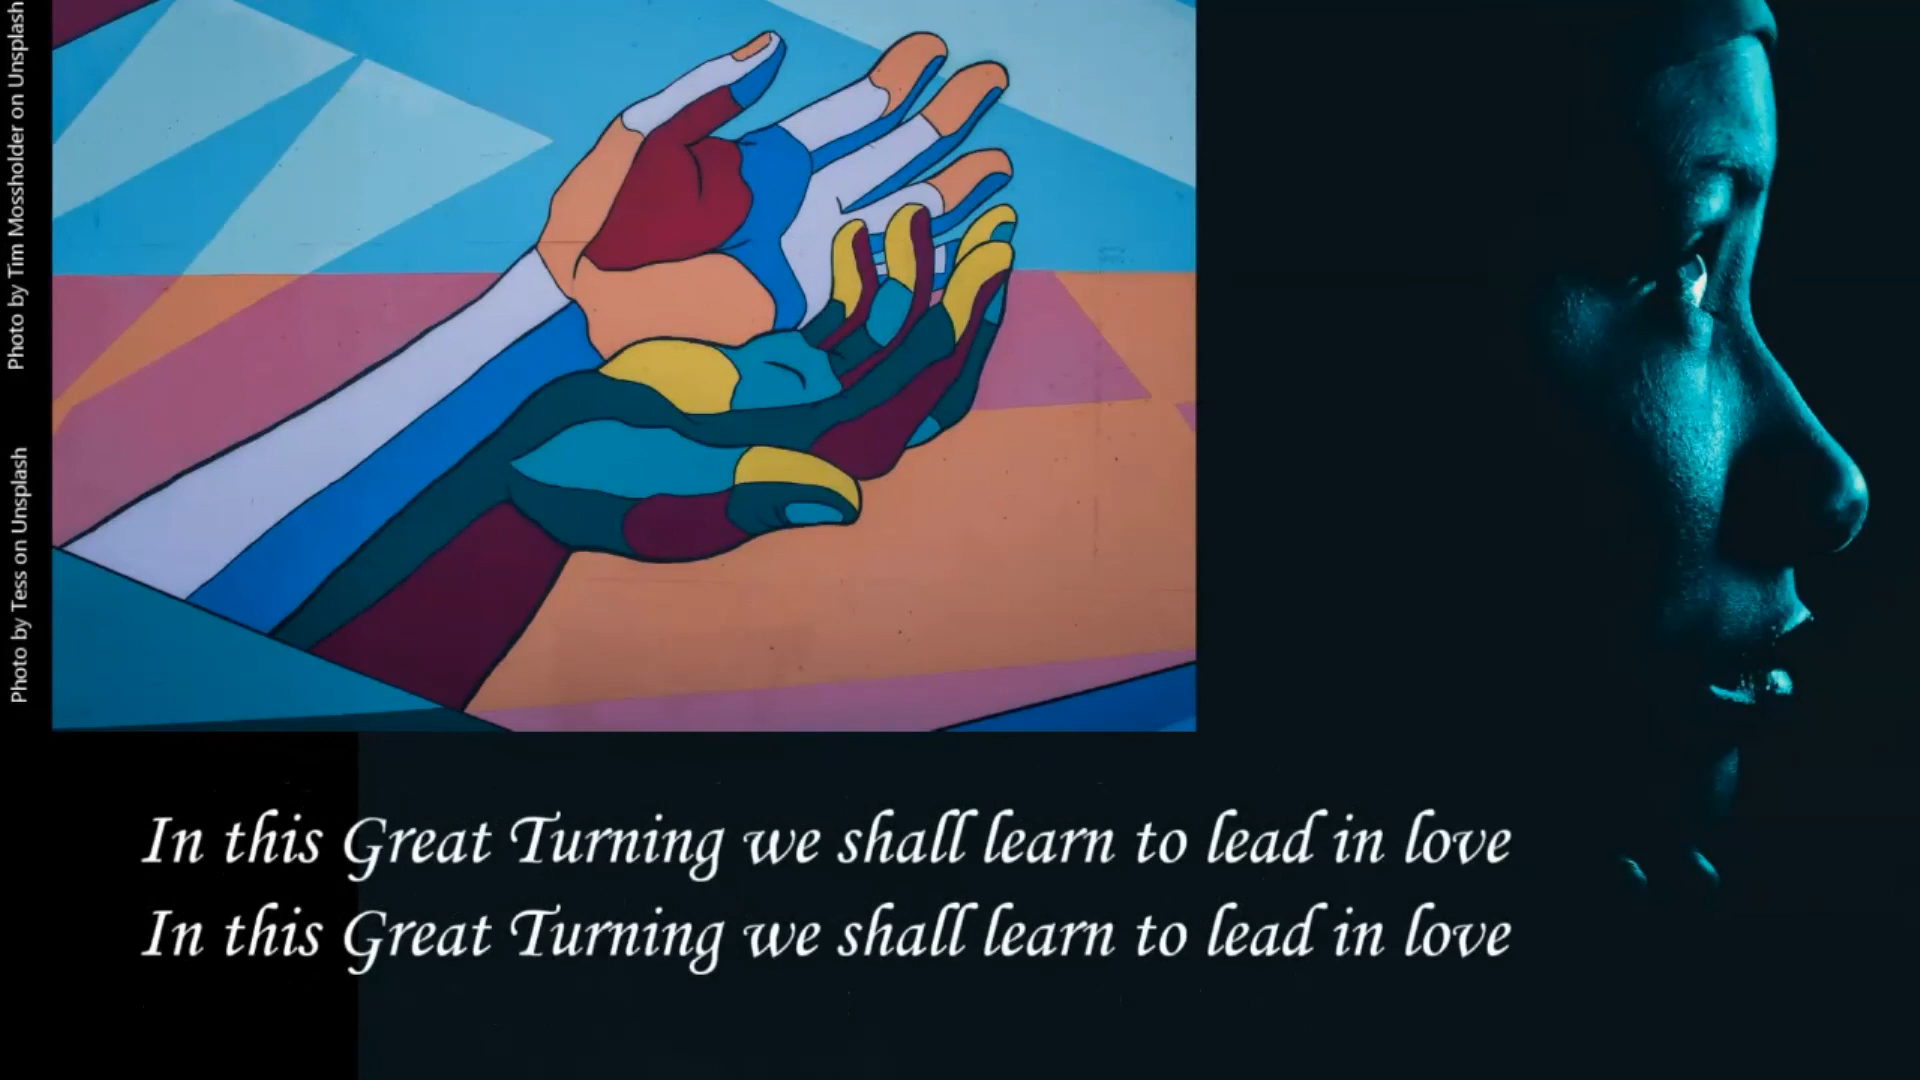 Photo by Tim Mossholder on Unsplash
Photo by Tess on Unsplash
In this Great Turning we shall learn to lead in love
In this Great Turning we shall learn to lead in love